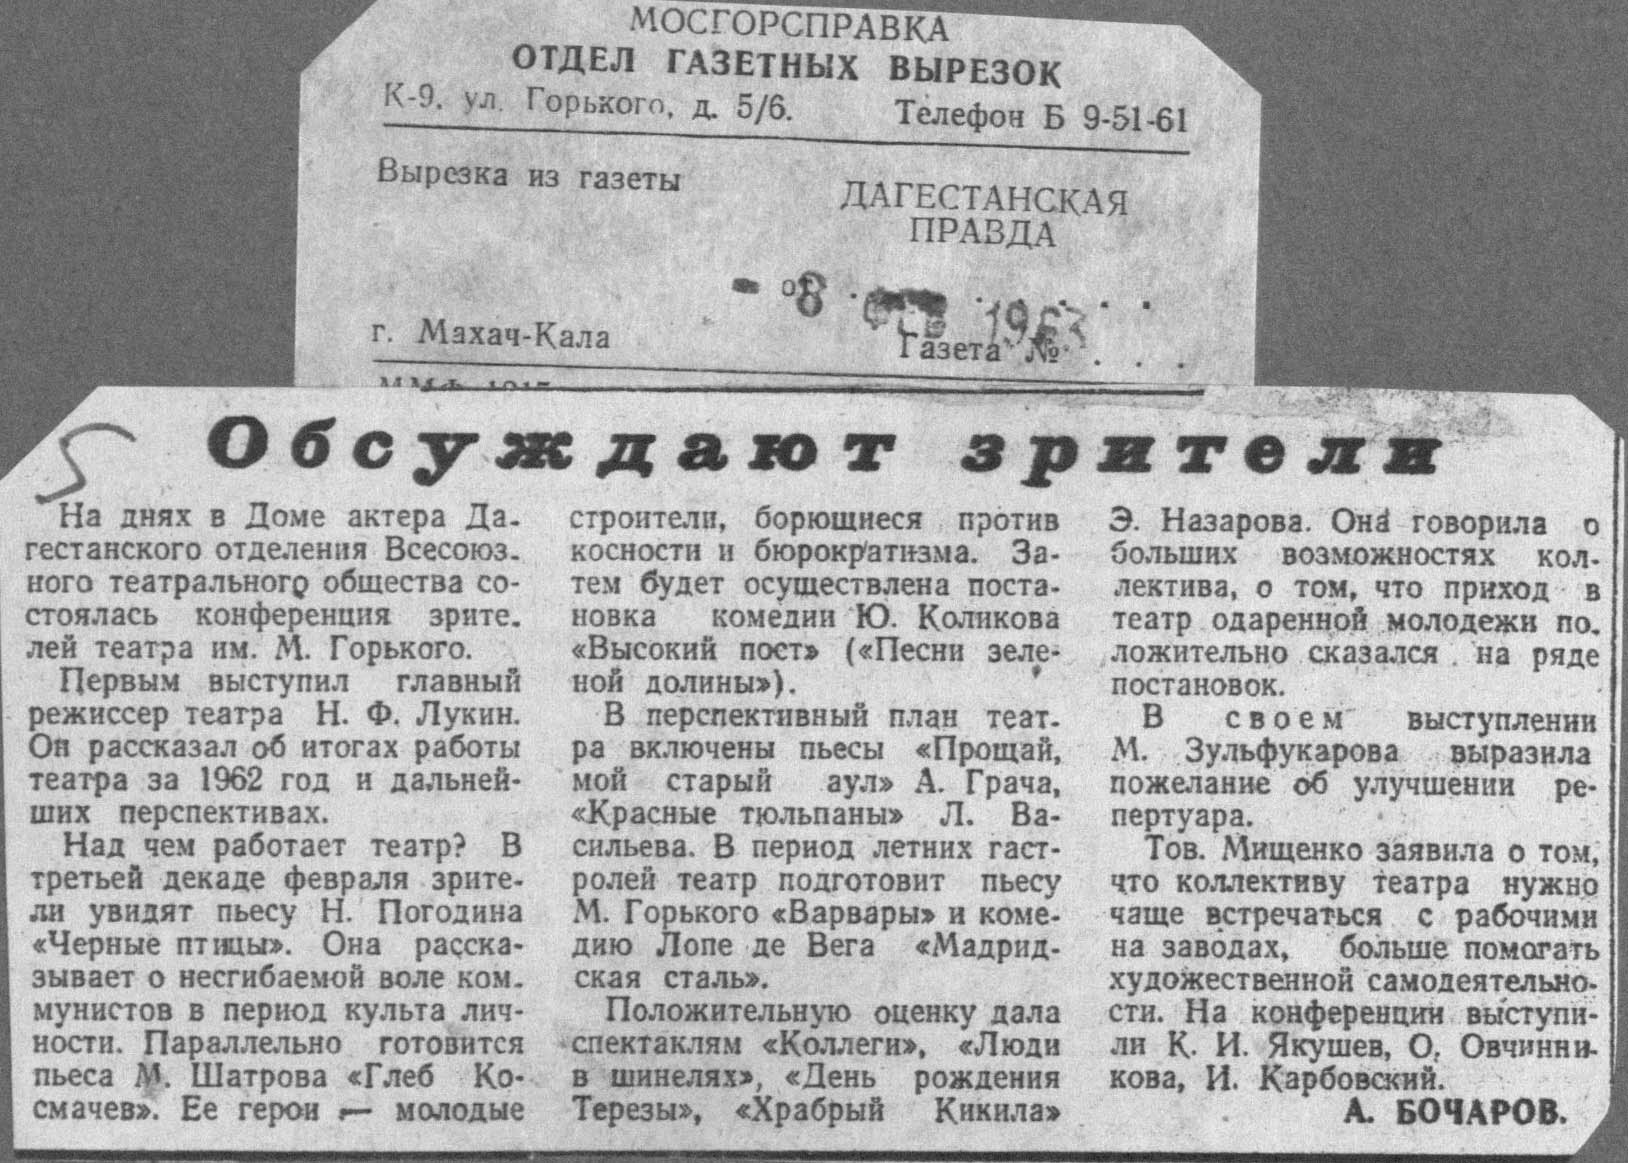 МОСГОРСПРАВКА
ОТДЕЛ ГАЗЕТНЫХ ВЫРЕЗОК
К-9, ул. Горького, д. 5/6. Телефон Б 9-51-61
Вырезка из газеты
ДАГЕСТАНСКАЯ
ПРАВДА
- 8 от . ФЕВ 1963 . . . . .
г. Махач-Кала Газета № . . .
5
Обсуждают зрители
На днях в Доме актера Да-
гестанского отделения Всесоюз-
ного театрального общества со-
стоялась конференция зрите-
лей театра им. М. Горького.
Первым выступил главный
режиссер театра Н. Ф. Лукин.
Он рассказал об итогах работы
театра за 1962 год и дальней-
ших перспективах.
Над чем работает театр? В
третьей декаде февраля зрите-
ли увидят пьесу Н. Погодина
«Черные птицы». Она расска-
зывает о несгибаемой воле ком-
мунистов в период культа лич-
ности. Параллельно готовится
пьеса М. Шатрова «Глеб Ко-
смачев». Ее герои — молодые
строители, борющиеся против
косности и бюрократизма. За-
тем будет осуществлена поста-
новка комедии Ю. Коликова
«Высокий пост» («Песни зеле-
ной долины»).
В перспективный план теат-
ра включены пьесы «Прощай,
мой старый аул» А. Грача,
«Красные тюльпаны» Л. Ва-
сильева. В период летних гаст-
ролей театр подготовит пьесу
М. Горького «Варвары» и коме-
дию Лопе де Вега «Мадрид-
ская сталь».
Положительную оценку дала
спектаклям «Коллеги», «Люди
в шинелях», «День рождения
Терезы», «Храбрый Кикила»
Э. Назарова. Она говорила о
больших возможностях кол-
лектива, о том, что приход в
театр одаренной молодежи по-
ложительно сказался на ряде
постановок.
В своем выступлении
М. Зульфукарова выразила
пожелание об улучшении ре-
пертуара.
Тов. Мищенко заявила о том,
что коллективу театра нужно
чаще встречаться с рабочими
на заводах, больше помогать
художественной самодеятельно-
сти. На конференции выступи-
ли К. И. Якушев, О. Овчинни-
кова, И. Карбовский.
А. БОЧАРОВ.